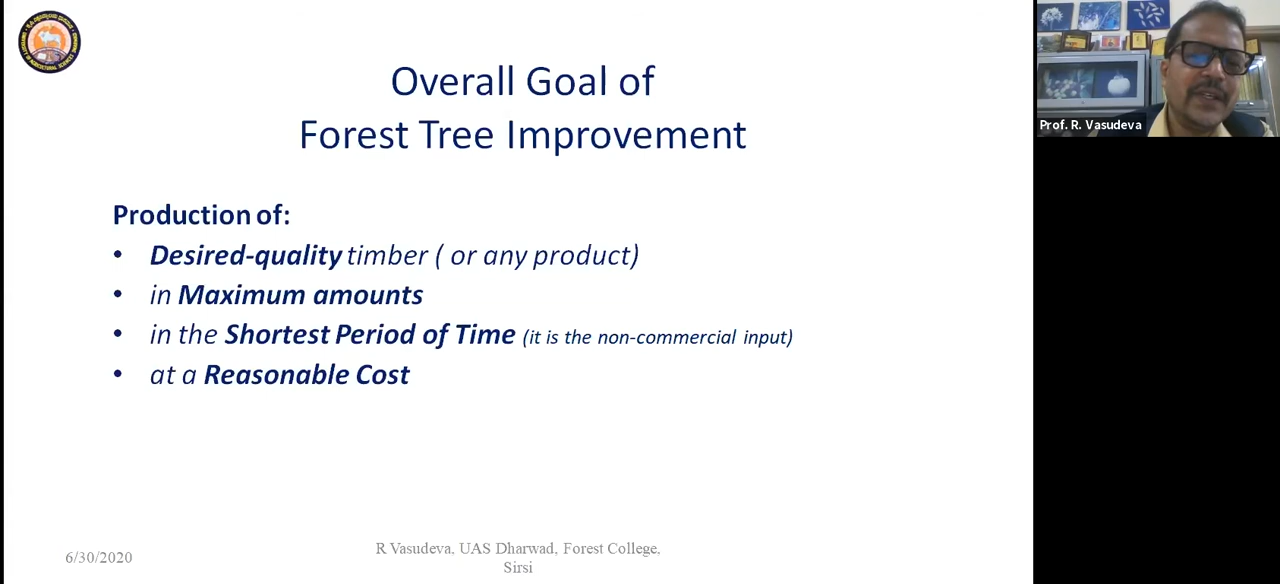 Overall Goal of
Forest Tree Improvement
Production of:
• Desired-quality timber ( or any product)
• in Maximum amounts
• in the Shortest Period of Time (it is the non-commercial input)
• at a Reasonable Cost
6/30/2020
R Vasudeva, UAS Dharwad, Forest College,
Sirsi
Prof. R. Vasudeva